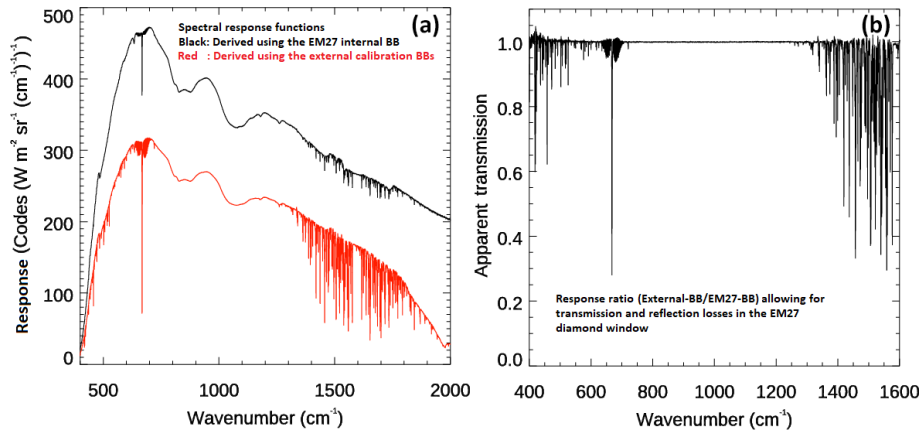 (a)
Spectral response functions
Black: Derived using the EM27 internal BB
Red : Derived using the external calibration BBs
Response (Codes (W m⁻² sr⁻¹ (cm⁻¹)⁻¹)⁻¹)
500
400
300
200
100
0
500 1000 1500 2000
Wavenumber (cm⁻¹)
(b)
Apparent transmission
1.0
0.8
0.6
0.4
0.2
0.0
Response ratio (External-BB/EM27-BB) allowing for
transmission and reflection losses in the EM27
diamond window
400 600 800 1000 1200 1400 1600
Wavenumber (cm⁻¹)